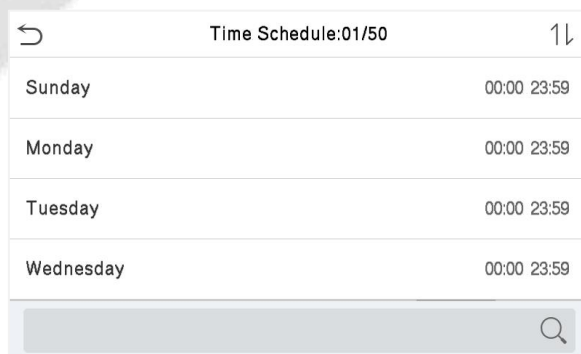 Time Schedule:01/50
Sunday 00:00 23:59
Monday 00:00 23:59
Tuesday 00:00 23:59
Wednesday 00:00 23:59